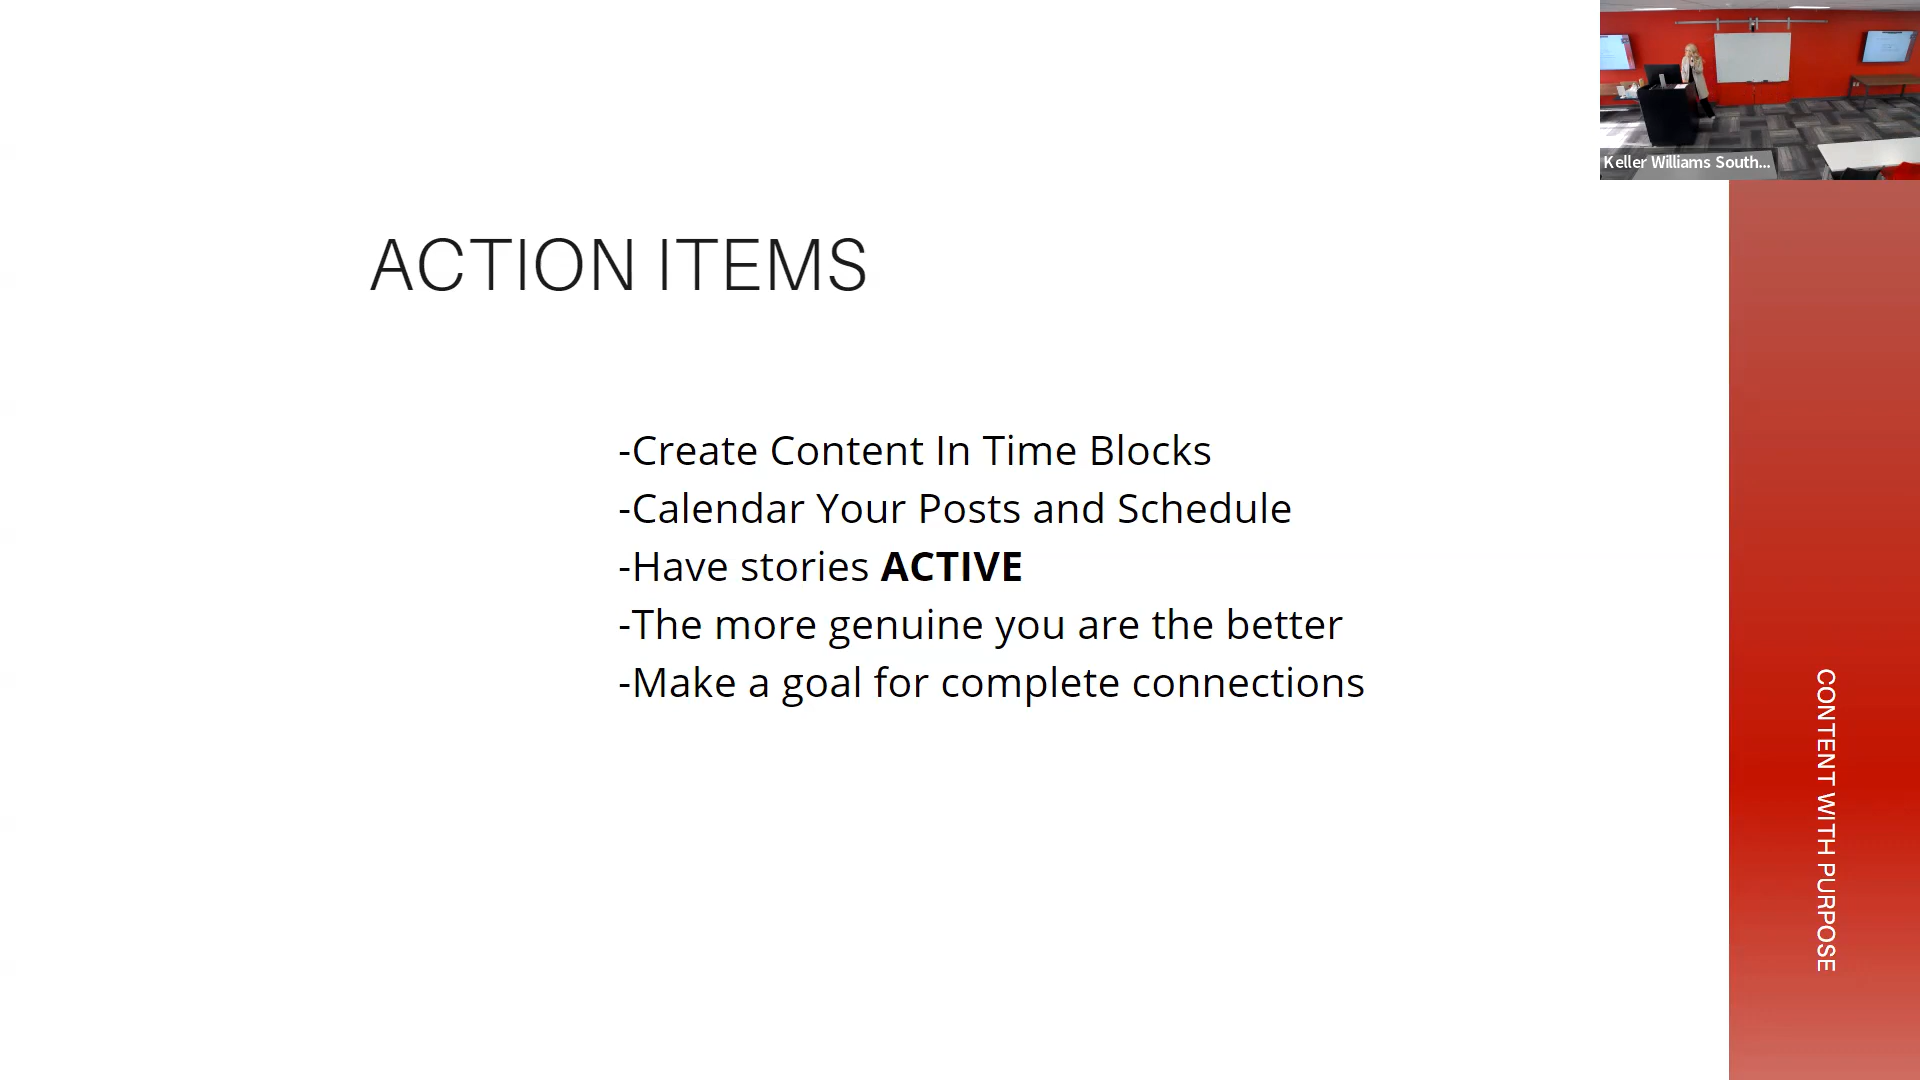 Keller Williams South...
ACTION ITEMS
-Create Content In Time Blocks
-Calendar Your Posts and Schedule
-Have stories ACTIVE
-The more genuine you are the better
-Make a goal for complete connections
CONTENT WITH PURPOSE